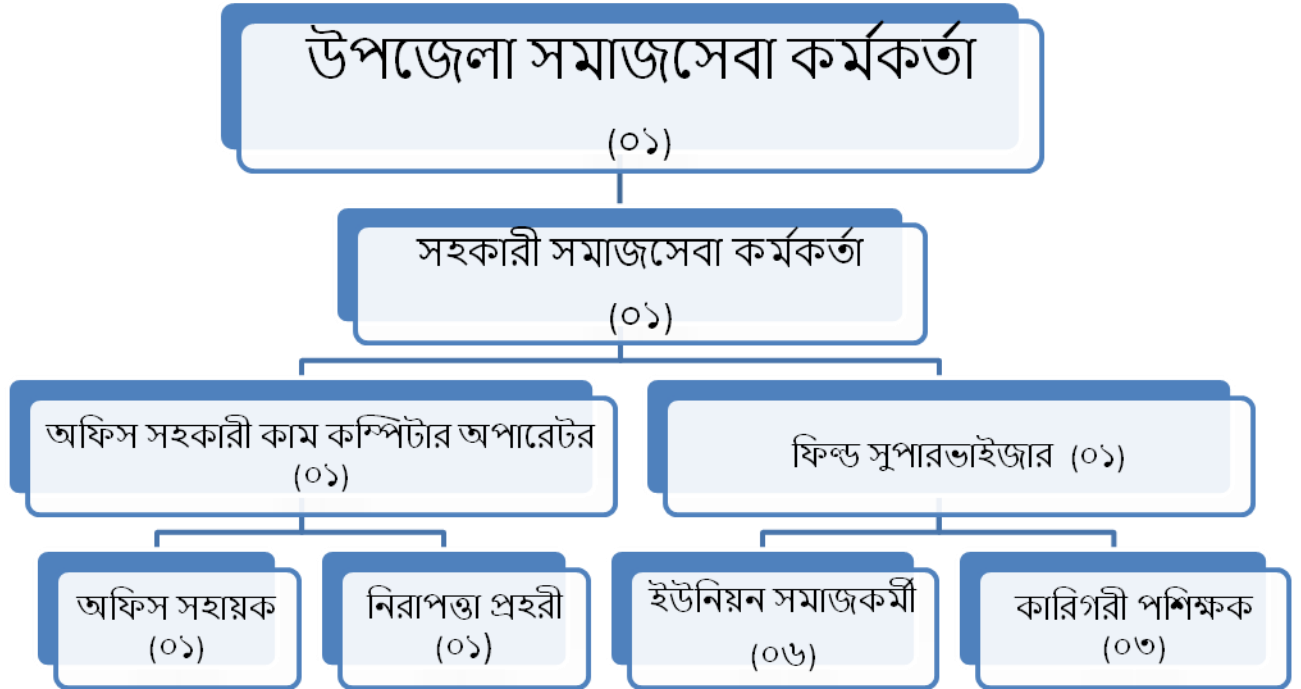 উপজেলা সমাজসেবা কর্মকর্তা
(০১)
সহকারী সমাজসেবা কর্মকর্তা
(০১)
অফিস সহকারী কাম কম্পিটার অপারেটর
(০১)
ফিল্ড সুপারভাইজার (০১)
অফিস সহায়ক
(০১)
নিরাপত্তা প্রহরী
(০১)
ইউনিয়ন সমাজকর্মী
(০৬)
কারিগরী পশিক্ষক
(০৩)